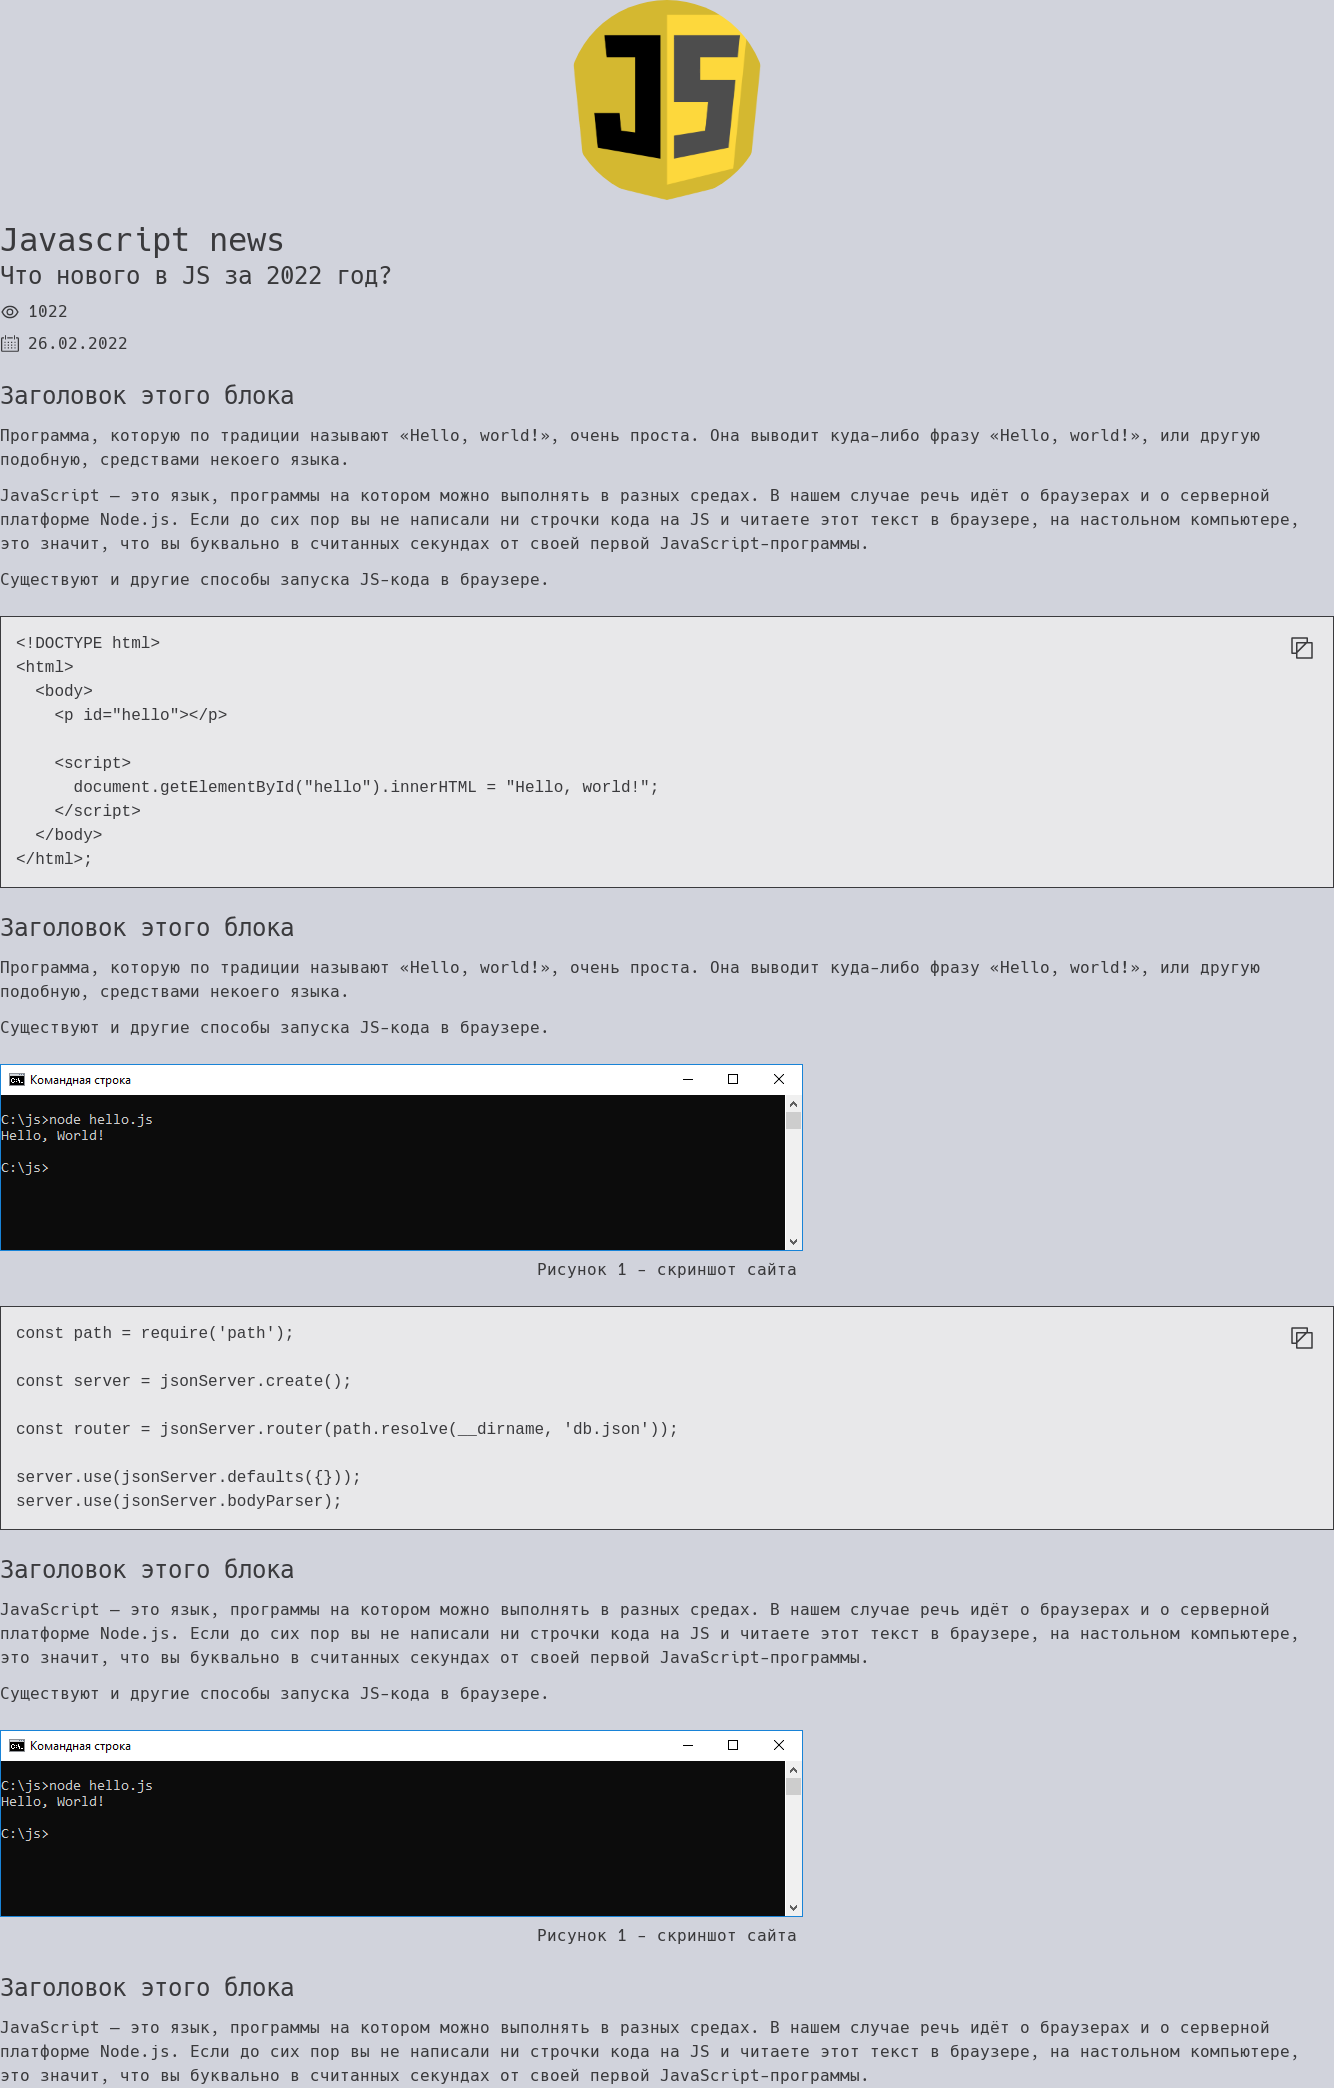 JS
Javascript news
Что нового в JS за 2022 год?
1022
26.02.2022
Заголовок этого блока
Программа, которую по традиции называют «Hello, world!», очень проста. Она выводит куда-либо фразу «Hello, world!», или другую
подобную, средствами некоего языка.
JavaScript — это язык, программы на котором можно выполнять в разных средах. В нашем случае речь идёт о браузерах и о серверной
платформе Node.js. Если до сих пор вы не написали ни строчки кода на JS и читаете этот текст в браузере, на настольном компьютере,
это значит, что вы буквально в считанных секундах от своей первой JavaScript-программы.
Существуют и другие способы запуска JS-кода в браузере.
<!DOCTYPE html>
<html>
  <body>
    <p id="hello"></p>
    <script>
      document.getElementById("hello").innerHTML = "Hello, world!";
    </script>
  </body>
</html>;
Заголовок этого блока
Программа, которую по традиции называют «Hello, world!», очень проста. Она выводит куда-либо фразу «Hello, world!», или другую
подобную, средствами некоего языка.
Существуют и другие способы запуска JS-кода в браузере.
Командная строка
C:\js>node hello.js
Hello, World!
C:\js>
Рисунок 1 - скриншот сайта
const path = require('path');
const server = jsonServer.create();
const router = jsonServer.router(path.resolve(__dirname, 'db.json'));
server.use(jsonServer.defaults({}));
server.use(jsonServer.bodyParser);
Заголовок этого блока
JavaScript — это язык, программы на котором можно выполнять в разных средах. В нашем случае речь идёт о браузерах и о серверной
платформе Node.js. Если до сих пор вы не написали ни строчки кода на JS и читаете этот текст в браузере, на настольном компьютере,
это значит, что вы буквально в считанных секундах от своей первой JavaScript-программы.
Существуют и другие способы запуска JS-кода в браузере.
Командная строка
C:\js>node hello.js
Hello, World!
C:\js>
Рисунок 1 - скриншот сайта
Заголовок этого блока
JavaScript — это язык, программы на котором можно выполнять в разных средах. В нашем случае речь идёт о браузерах и о серверной
платформе Node.js. Если до сих пор вы не написали ни строчки кода на JS и читаете этот текст в браузере, на настольном компьютере,
это значит, что вы буквально в считанных секундах от своей первой JavaScript-программы.